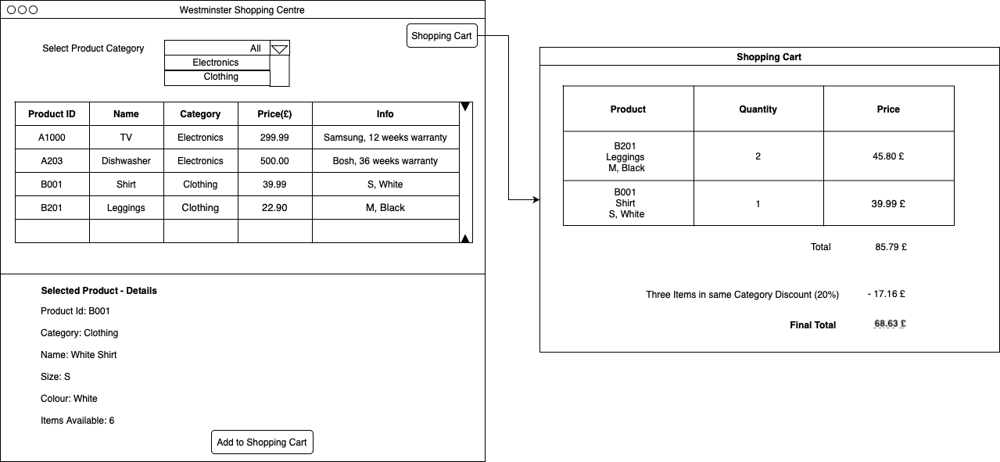 Westminster Shopping Centre
Shopping Cart
Select Product Category
All
Electronics
Clothing
Product ID Name Category Price(£) Info
A1000 TV Electronics 299.99 Samsung, 12 weeks warranty
A203 Dishwasher Electronics 500.00 Bosh, 36 weeks warranty
B001 Shirt Clothing 39.99 S, White
B201 Leggings Clothing 22.90 M, Black
Selected Product - Details
Product Id: B001
Category: Clothing
Name: White Shirt
Size: S
Colour: White
Items Available: 6
Add to Shopping Cart
Shopping Cart
Product Quantity Price
B201
Leggings
M, Black
2
45.80 £
B001
Shirt
S, White
1
39.99 £
Total 85.79 £
Three Items in same Category Discount (20%) - 17.16 £
Final Total 68.63 £